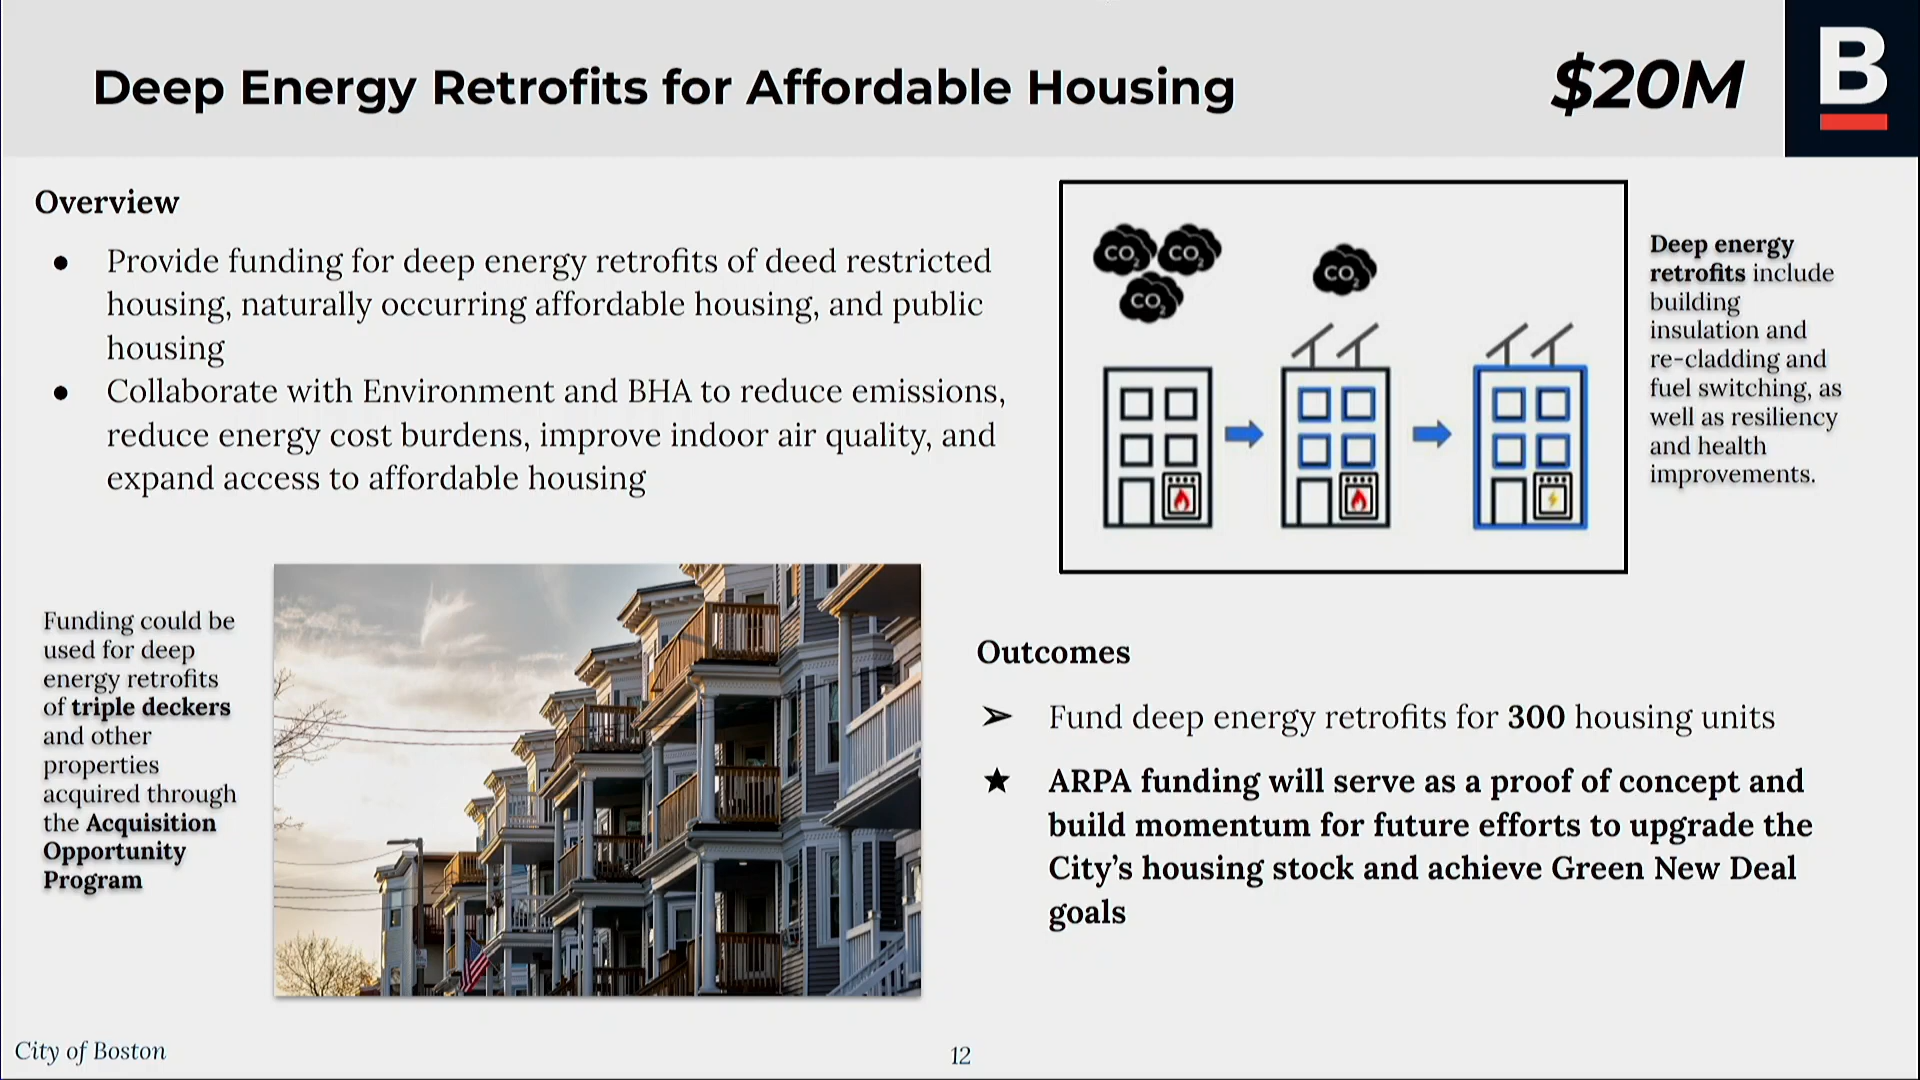 Deep Energy Retrofits for Affordable Housing
$20M
B
Overview
● Provide funding for deep energy retrofits of deed restricted
housing, naturally occurring affordable housing, and public
housing
● Collaborate with Environment and BHA to reduce emissions,
reduce energy cost burdens, improve indoor air quality, and
expand access to affordable housing
CO2 CO2
CO2
CO2
Deep energy
retrofits include
building
insulation and
re-cladding and
fuel switching, as
well as resiliency
and health
improvements.
Funding could be
used for deep
energy retrofits
of triple deckers
and other
properties
acquired through
the Acquisition
Opportunity
Program
Outcomes
➢ Fund deep energy retrofits for 300 housing units
★ ARPA funding will serve as a proof of concept and
build momentum for future efforts to upgrade the
City’s housing stock and achieve Green New Deal
goals
City of Boston
12